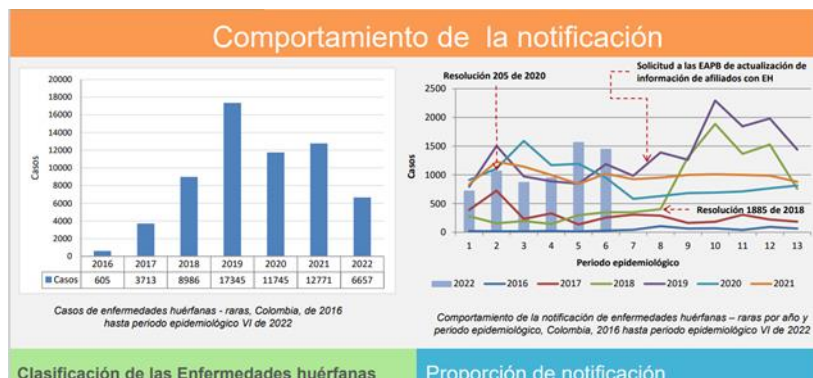 Comportamiento de la notificación
20000
18000
16000
14000
12000
10000
8000
6000
4000
2000
0
Casos
2016 2017 2018 2019 2020 2021 2022
Casos 605 3713 8986 17345 11745 12771 6657
Casos de enfermedades huérfanas - raras, Colombia, de 2016
hasta periodo epidemiológico VI de 2022
Resolución 205 de 2020
Solicitud a las EAPB de actualización de
información de afiliados con EH
2500
2000
1500
1000
500
0
Casos
Resolución 1885 de 2018
1 2 3 4 5 6 7 8 9 10 11 12 13
Periodo epidemiológico
2022 2016 2017 2018 2019 2020 2021
Comportamiento de la notificación de enfermedades huérfanas – raras por año y
periodo epidemiológico, Colombia, 2016 hasta periodo epidemiológico VI de 2022
Clasificación de las Enfermedades huérfanas
Proporción de notificación